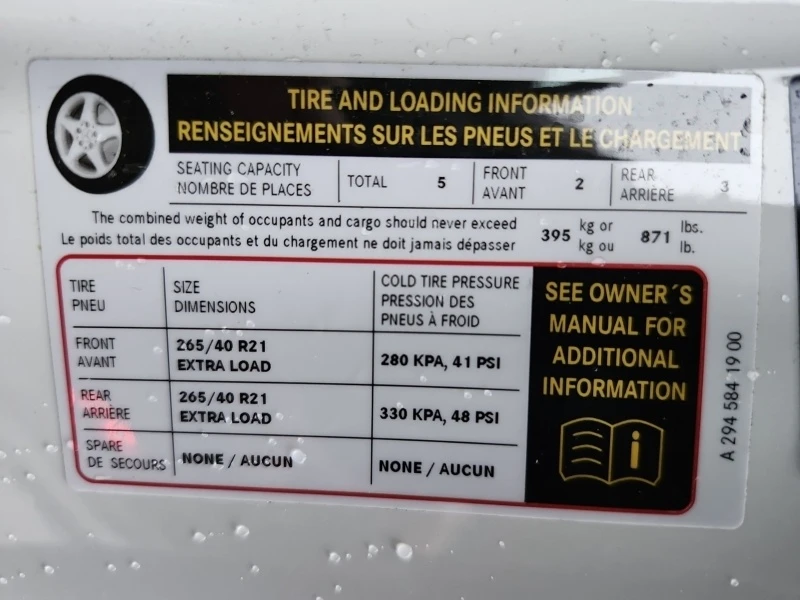 TIRE AND LOADING INFORMATION
RENSEIGNEMENTS SUR LES PNEUS ET LE CHARGEMENT
SEATING CAPACITY
NOMBRE DE PLACES
TOTAL 5
FRONT
AVANT
2
REAR
ARRIÈRE
3
The combined weight of occupants and cargo should never exceed
Le poids total des occupants et du chargement ne doit jamais dépasser
395 kg or
kg ou
871 lbs.
lb.
TIRE
PNEU
SIZE
DIMENSIONS
COLD TIRE PRESSURE
PRESSION DES
PNEUS À FROID
FRONT
AVANT
265/40 R21
EXTRA LOAD
280 KPA, 41 PSI
REAR
ARRIÈRE
265/40 R21
EXTRA LOAD
330 KPA, 48 PSI
SPARE
DE SECOURS
NONE / AUCUN
NONE / AUCUN
SEE OWNER´S
MANUAL FOR
ADDITIONAL
INFORMATION
i
A 294 584 19 00